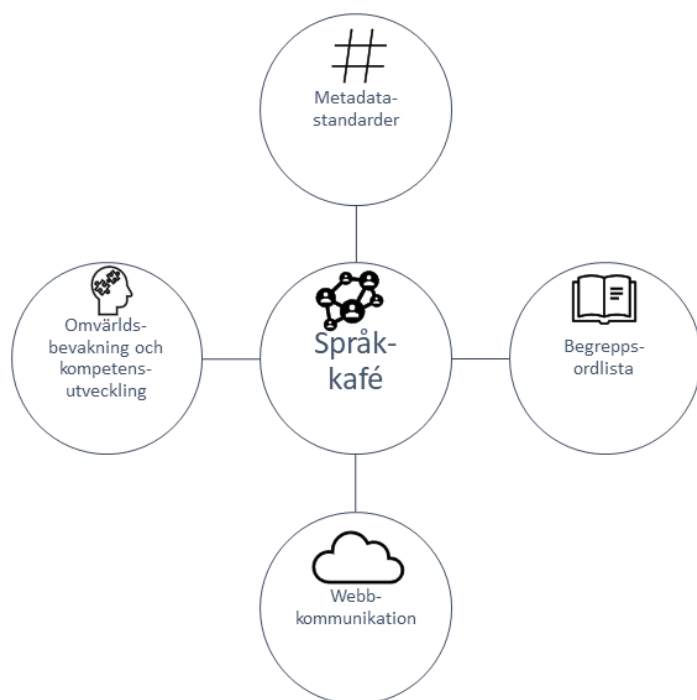 Metadata-
standarder
Omvärlds-
bevakning och
kompetens-
utveckling
Språk-
kafé
Begrepps-
ordlista
Webb-
kommunikation